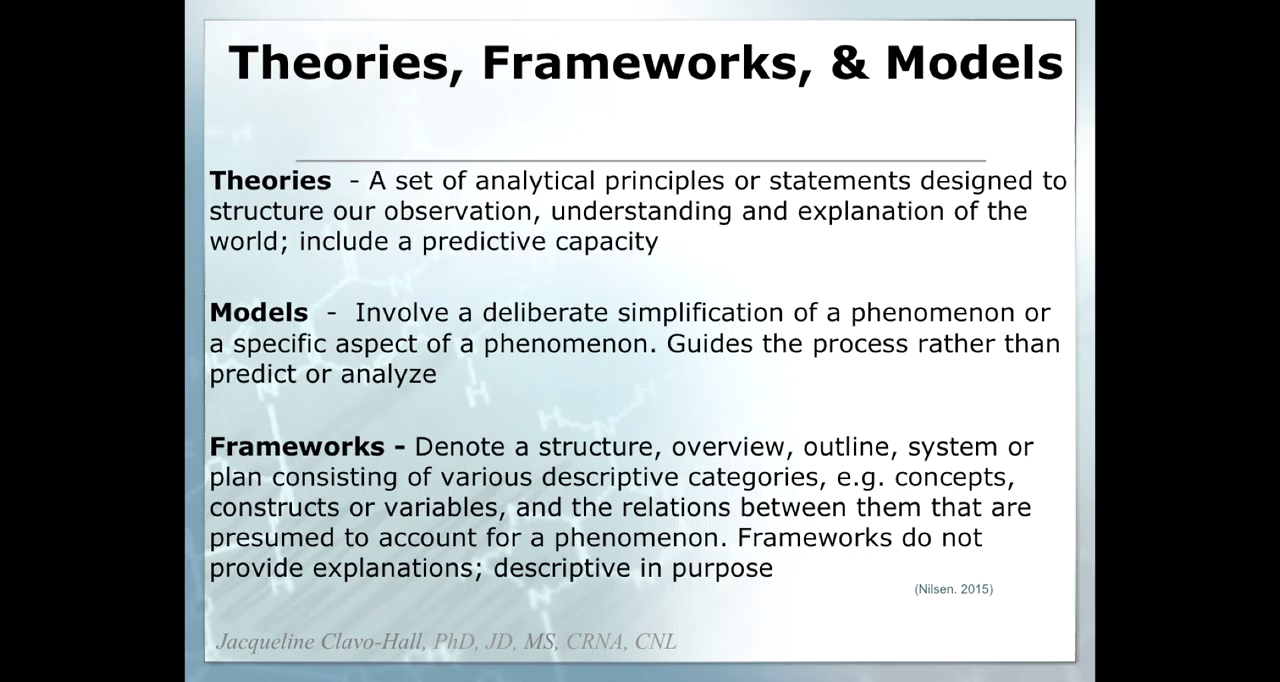 Theories, Frameworks, & Models
Theories - A set of analytical principles or statements designed to
structure our observation, understanding and explanation of the
world; include a predictive capacity
Models - Involve a deliberate simplification of a phenomenon or
a specific aspect of a phenomenon. Guides the process rather than
predict or analyze
Frameworks - Denote a structure, overview, outline, system or
plan consisting of various descriptive categories, e.g. concepts,
constructs or variables, and the relations between them that are
presumed to account for a phenomenon. Frameworks do not
provide explanations; descriptive in purpose
(Nilsen. 2015)
Jacqueline Clavo-Hall, PhD, JD, MS, CRNA, CNL